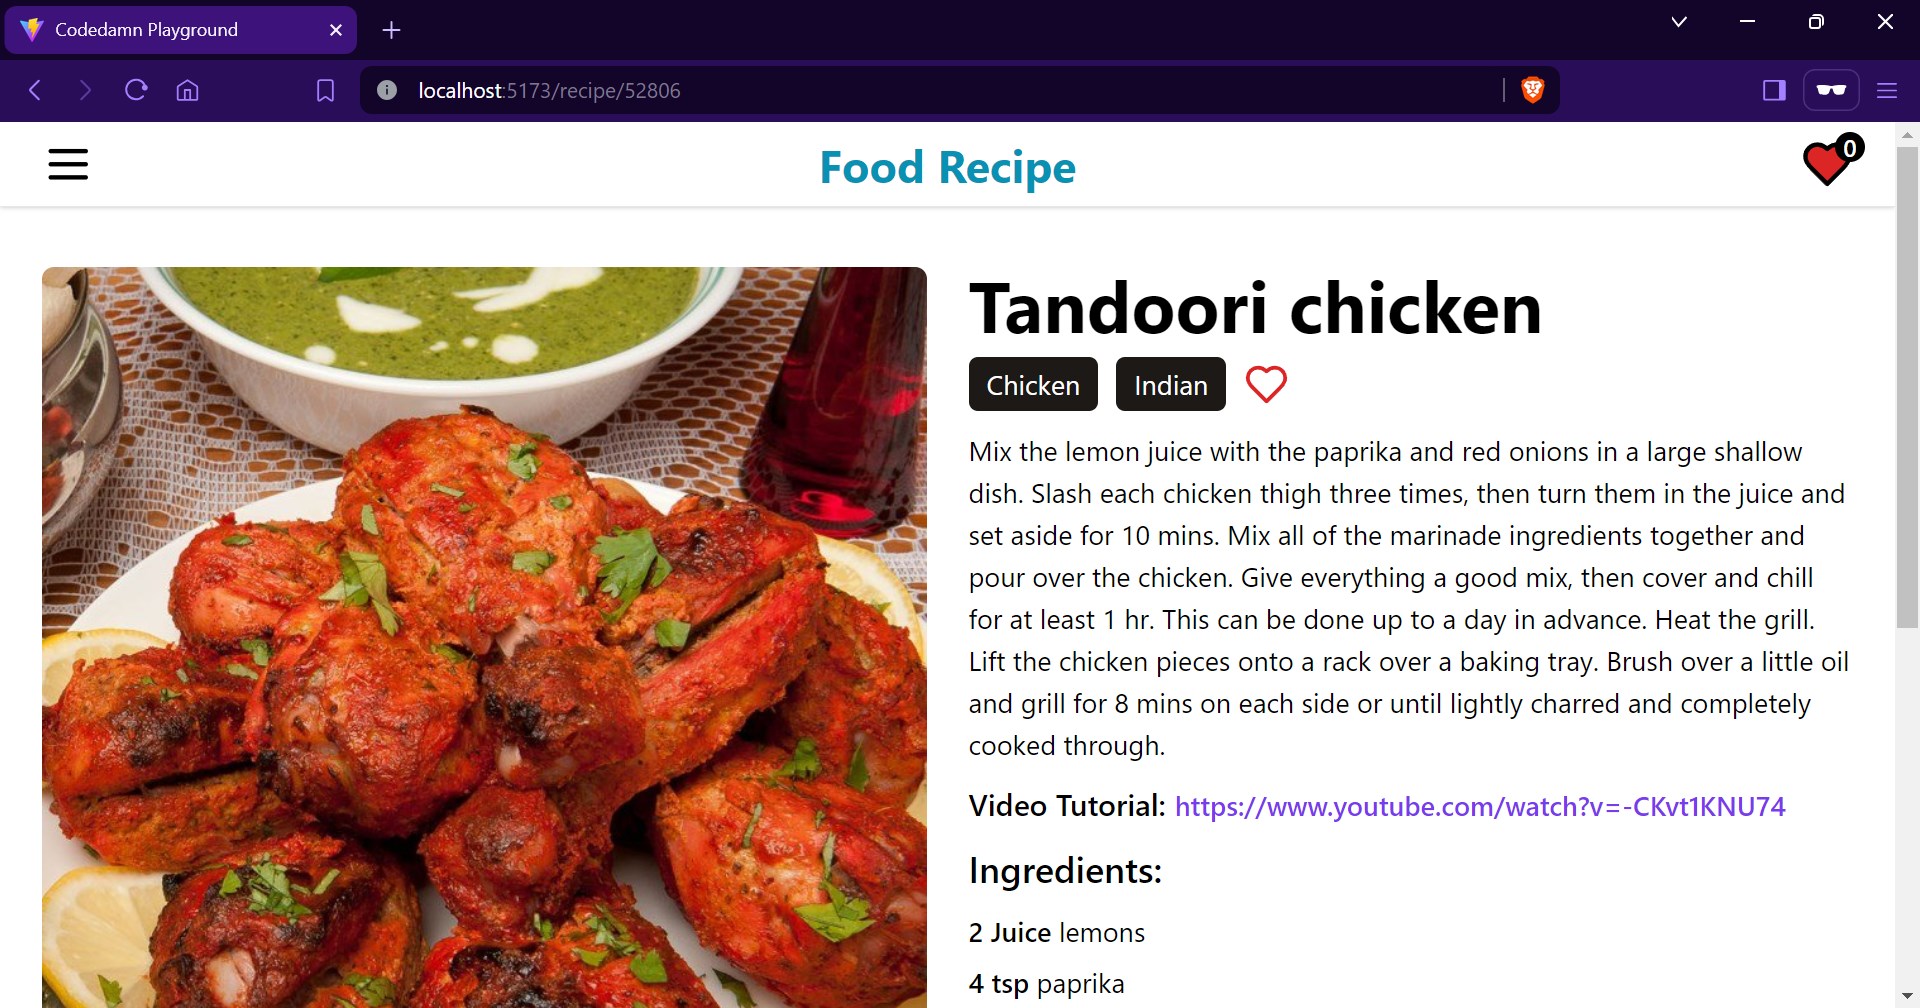 Codedamn Playground
localhost:5173/recipe/52806
Food Recipe
0
Tandoori chicken
Chicken
Indian
Mix the lemon juice with the paprika and red onions in a large shallow
dish. Slash each chicken thigh three times, then turn them in the juice and
set aside for 10 mins. Mix all of the marinade ingredients together and
pour over the chicken. Give everything a good mix, then cover and chill
for at least 1 hr. This can be done up to a day in advance. Heat the grill.
Lift the chicken pieces onto a rack over a baking tray. Brush over a little oil
and grill for 8 mins on each side or until lightly charred and completely
cooked through.
Video Tutorial: https://www.youtube.com/watch?v=-CKvt1KNU74
Ingredients:
2 Juice lemons
4 tsp paprika